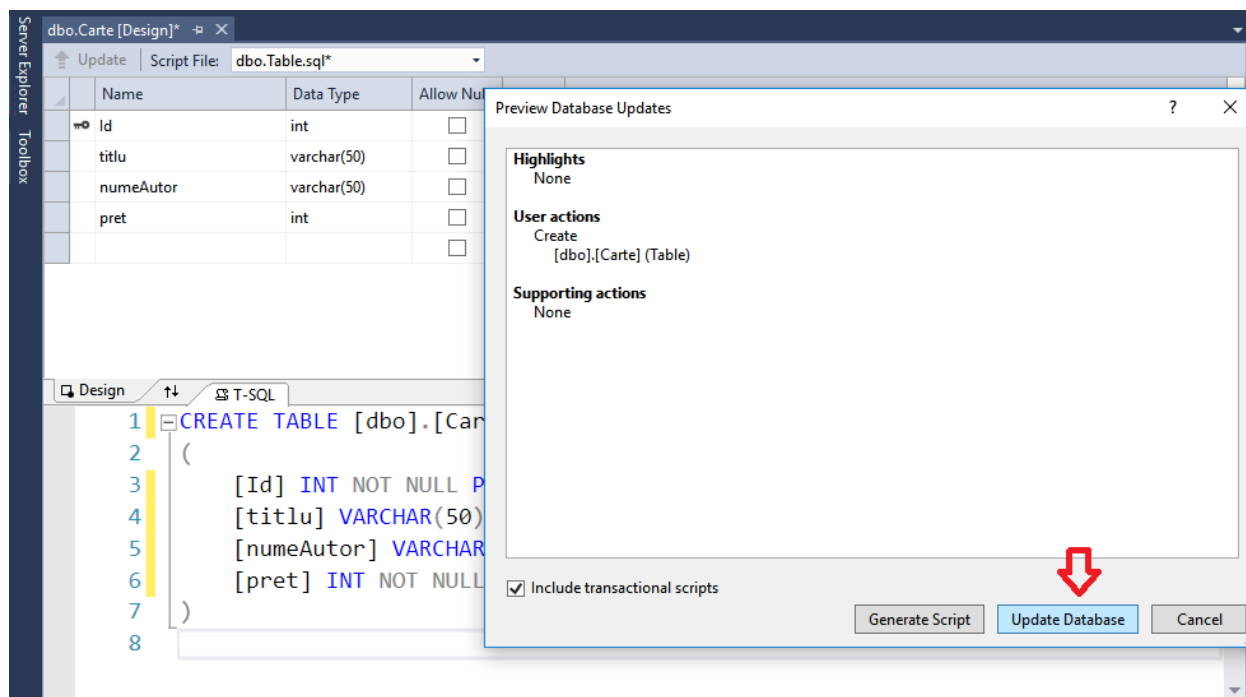 Server Explorer
Toolbox
dbo.Carte [Design]*
Update Script File: dbo.Table.sql*
Name Data Type Allow Nul
Id int
titlu varchar(50)
numeAutor varchar(50)
pret int
Design T-SQL
1 CREATE TABLE [dbo].[Car
2 (
3 [Id] INT NOT NULL P
4 [titlu] VARCHAR(50)
5 [numeAutor] VARCHAR
6 [pret] INT NOT NULL
7 )
8
Preview Database Updates ?
Highlights
None
User actions
Create
[dbo].[Carte] (Table)
Supporting actions
None
Include transactional scripts
Generate Script Update Database Cancel